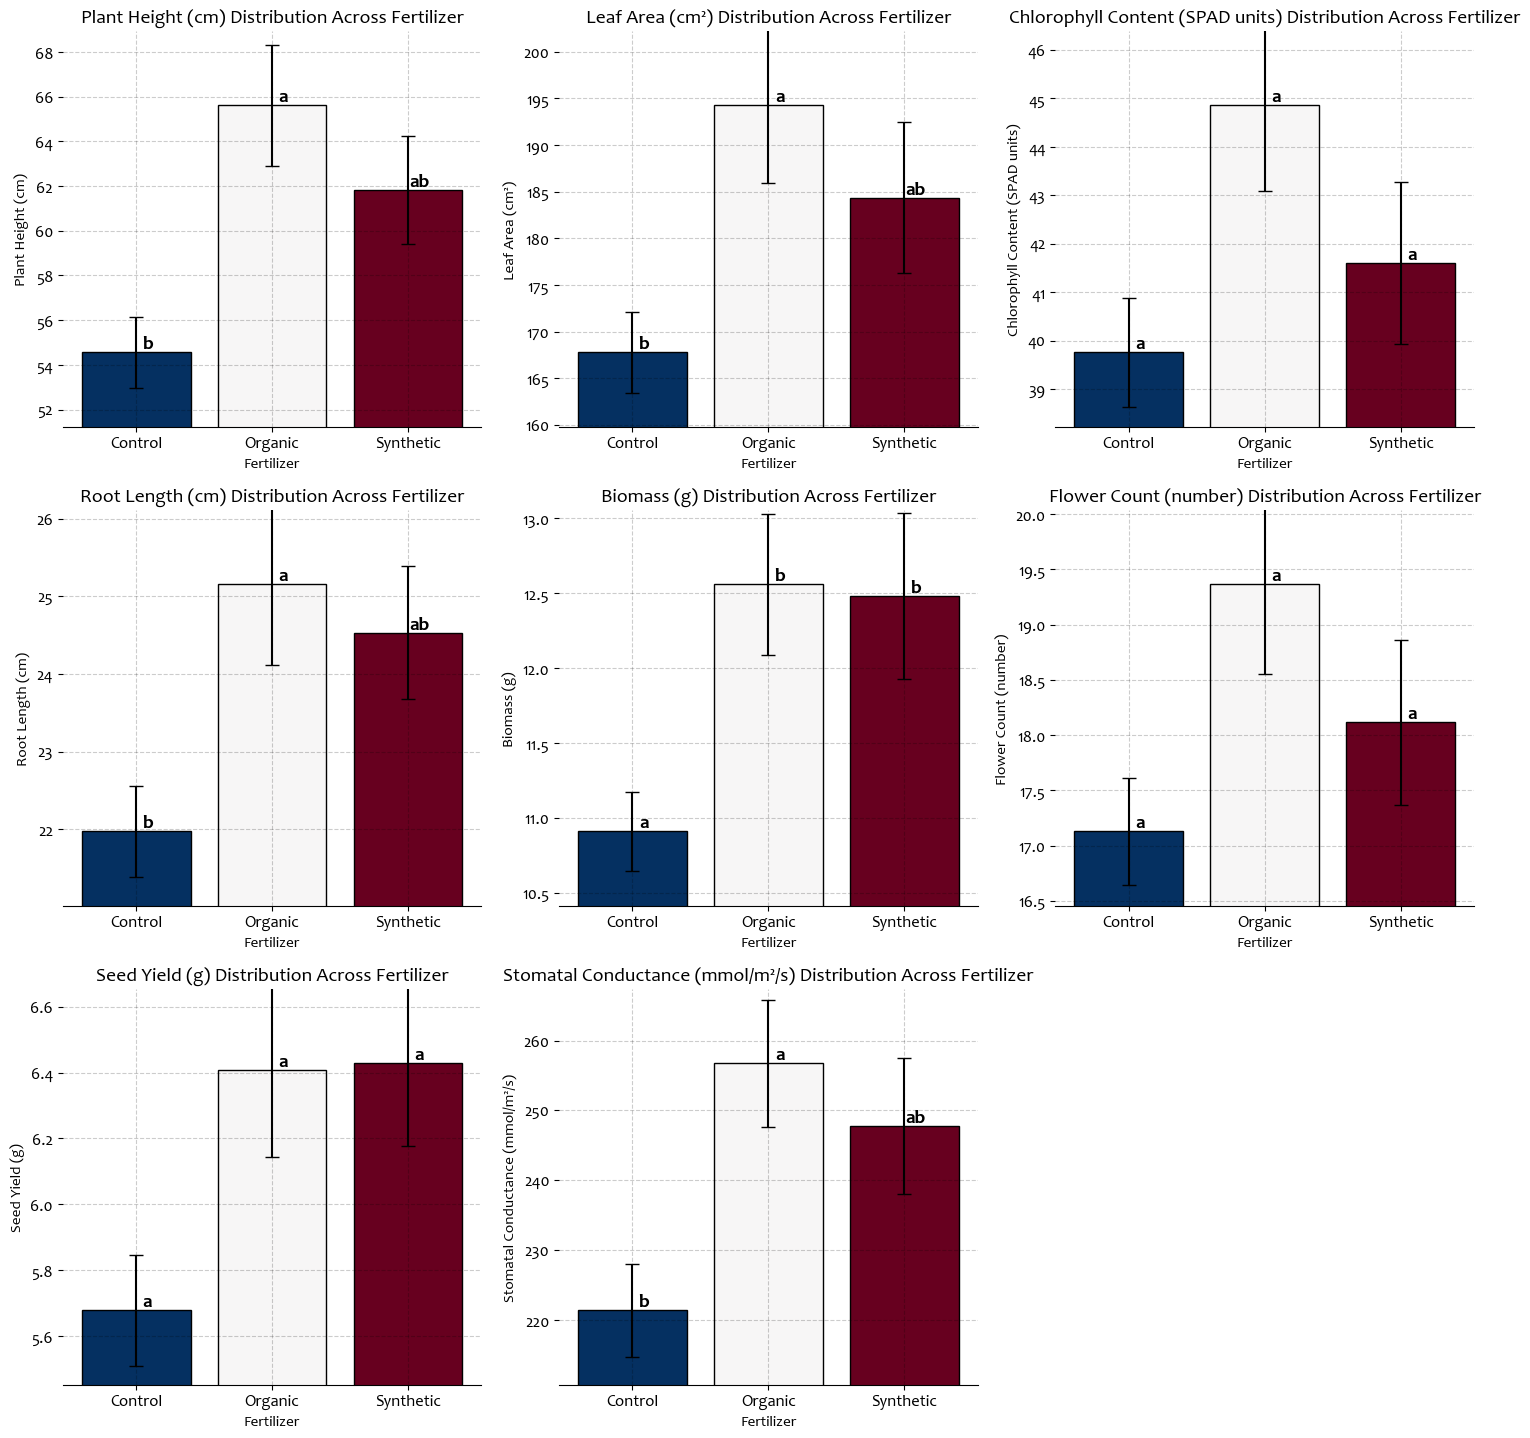 Plant Height (cm) Distribution Across Fertilizer
Plant Height (cm)
68
66
64
62
60
58
56
54
52
b
a
ab
Control Organic Synthetic
Fertilizer
Leaf Area (cm²) Distribution Across Fertilizer
Leaf Area (cm²)
200
195
190
185
180
175
170
165
160
b
a
ab
Control Organic Synthetic
Fertilizer
Chlorophyll Content (SPAD units) Distribution Across Fertilizer
Chlorophyll Content (SPAD units)
46
45
44
43
42
41
40
39
a
a
a
Control Organic Synthetic
Fertilizer
Root Length (cm) Distribution Across Fertilizer
Root Length (cm)
26
25
24
23
22
b
a
ab
Control Organic Synthetic
Fertilizer
Biomass (g) Distribution Across Fertilizer
Biomass (g)
13.0
12.5
12.0
11.5
11.0
10.5
a
b
b
Control Organic Synthetic
Fertilizer
Flower Count (number) Distribution Across Fertilizer
Flower Count (number)
20.0
19.5
19.0
18.5
18.0
17.5
17.0
16.5
a
a
a
Control Organic Synthetic
Fertilizer
Seed Yield (g) Distribution Across Fertilizer
Seed Yield (g)
6.6
6.4
6.2
6.0
5.8
5.6
a
a
a
Control Organic Synthetic
Fertilizer
Stomatal Conductance (mmol/m²/s) Distribution Across Fertilizer
Stomatal Conductance (mmol/m²/s)
260
250
240
230
220
b
a
ab
Control Organic Synthetic
Fertilizer